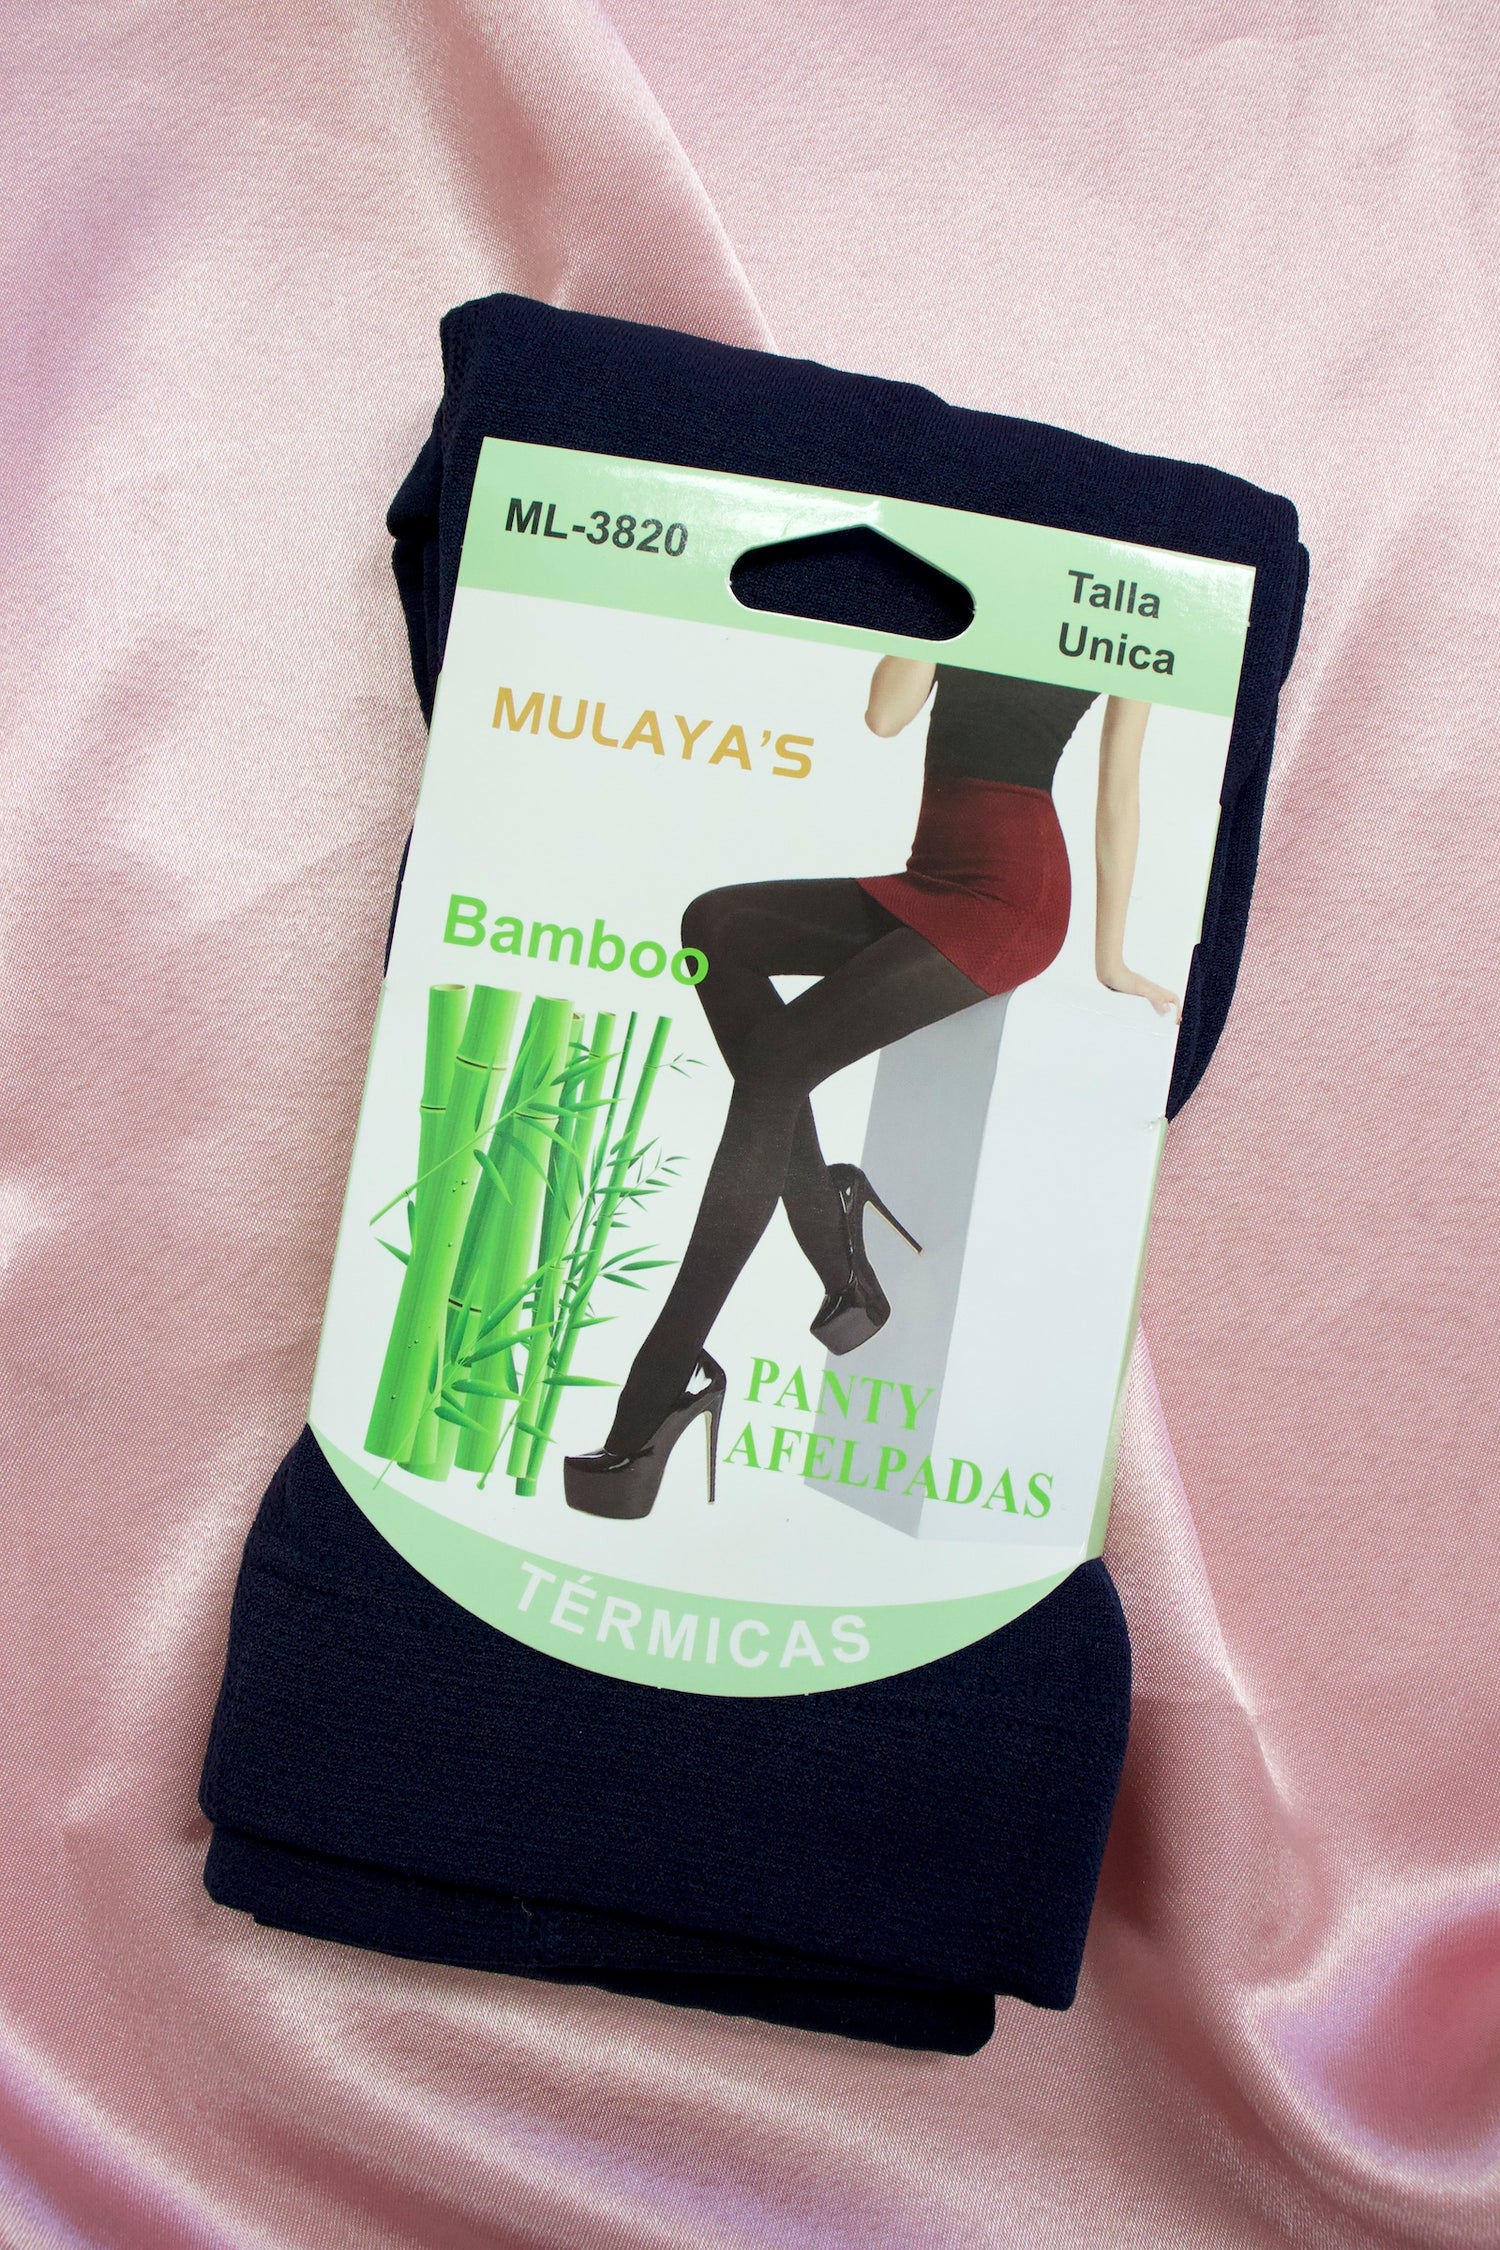 ML-3820
Talla
Unica
MULAYA'S
Bamboo
PANTY
AFELPADAS
TÉRMICAS